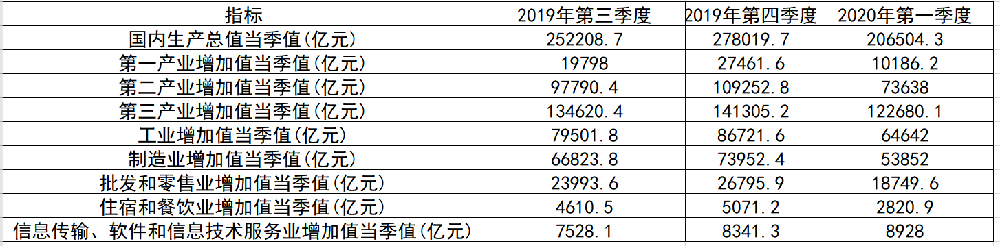 指标 2019年第三季度 2019年第四季度 2020年第一季度
国内生产总值当季值(亿元) 252208.7 278019.7 206504.3
第一产业增加值当季值(亿元) 19798 27461.6 10186.2
第二产业增加值当季值(亿元) 97790.4 109252.8 73638
第三产业增加值当季值(亿元) 134620.4 141305.2 122680.1
工业增加值当季值(亿元) 79501.8 86721.6 64642
制造业增加值当季值(亿元) 66823.8 73952.4 53852
批发和零售业增加值当季值(亿元) 23993.6 26795.9 18749.6
住宿和餐饮业增加值当季值(亿元) 4610.5 5071.2 2820.9
信息传输、软件和信息技术服务业增加值当季值(亿元) 7528.1 8341.3 8928